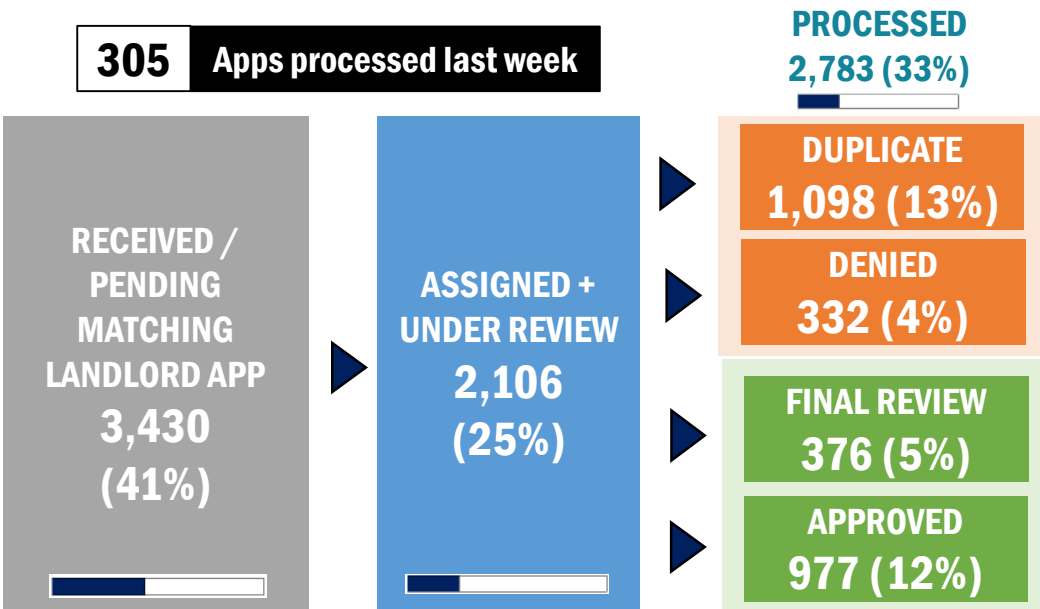 305 Apps processed last week
PROCESSED
2,783 (33%)
RECEIVED /
PENDING
MATCHING
LANDLORD APP
3,430
(41%)
ASSIGNED +
UNDER REVIEW
2,106
(25%)
DUPLICATE
1,098 (13%)
DENIED
332 (4%)
FINAL REVIEW
376 (5%)
APPROVED
977 (12%)